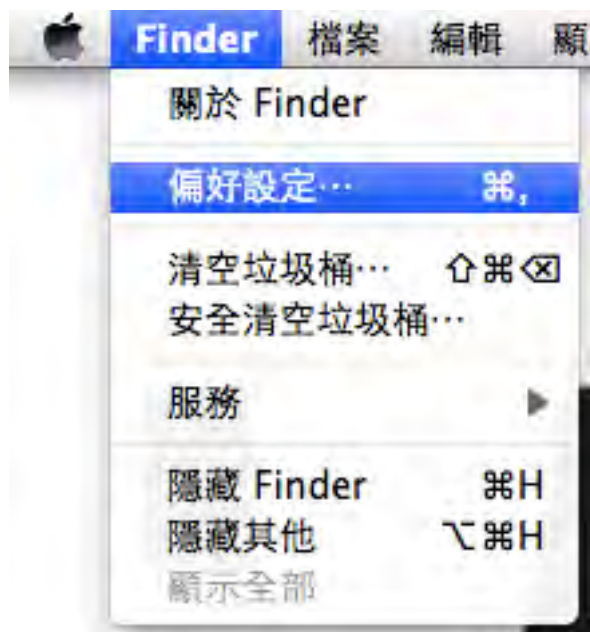 Finder 檔案 編輯 顯
關於 Finder
偏好設定… ⌘,
清空垃圾桶… ⇧⌘⌫
安全清空垃圾桶…
服務 ▶
隱藏 Finder ⌘H
隱藏其他 ⌥⌘H
顯示全部